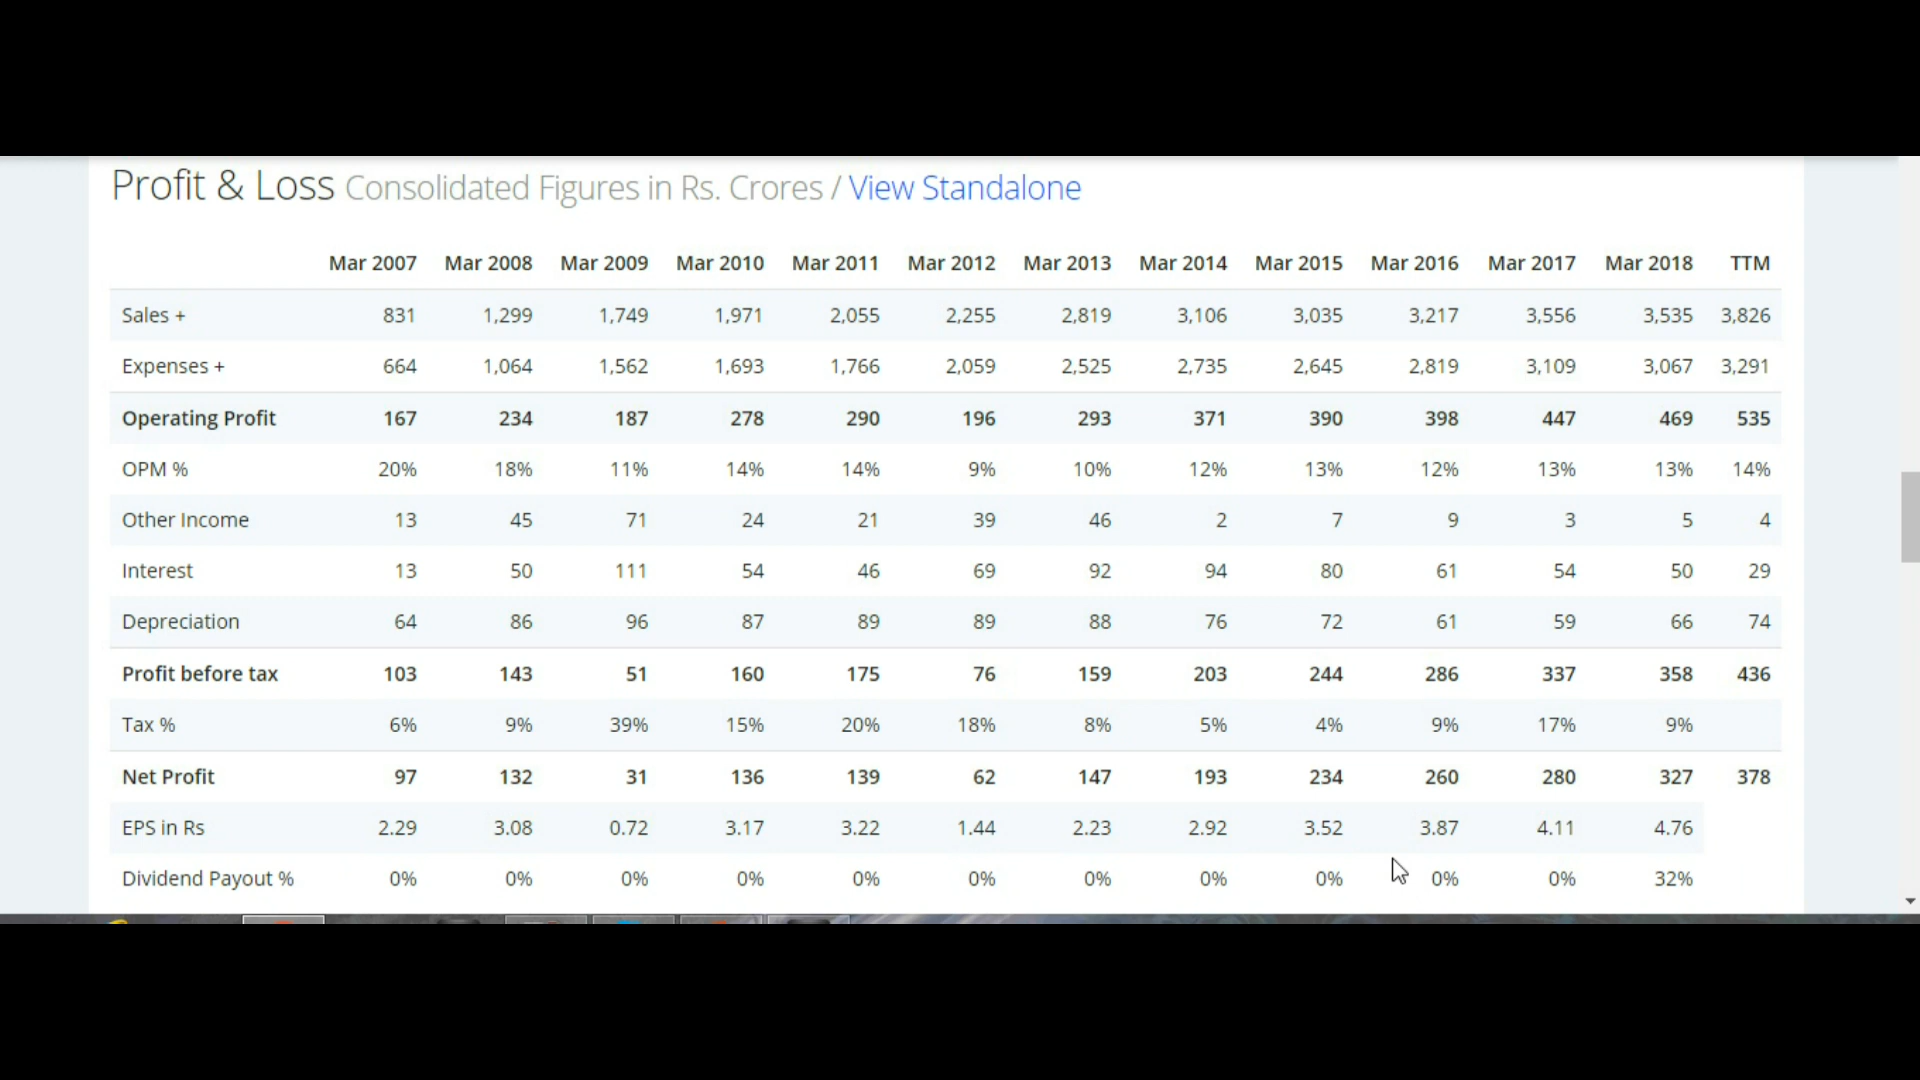 Profit & Loss Consolidated Figures in Rs. Crores / View Standalone
Mar 2007 Mar 2008 Mar 2009 Mar 2010 Mar 2011 Mar 2012 Mar 2013 Mar 2014 Mar 2015 Mar 2016 Mar 2017 Mar 2018 TTM
Sales + 831 1,299 1,749 1,971 2,055 2,255 2,819 3,106 3,035 3,217 3,556 3,535 3,826
Expenses + 664 1,064 1,562 1,693 1,766 2,059 2,525 2,735 2,645 2,819 3,109 3,067 3,291
Operating Profit 167 234 187 278 290 196 293 371 390 398 447 469 535
OPM % 20% 18% 11% 14% 14% 9% 10% 12% 13% 12% 13% 13% 14%
Other Income 13 45 71 24 21 39 46 2 7 9 3 5 4
Interest 13 50 111 54 46 69 92 94 80 61 54 50 29
Depreciation 64 86 96 87 89 89 88 76 72 61 59 66 74
Profit before tax 103 143 51 160 175 76 159 203 244 286 337 358 436
Tax % 6% 9% 39% 15% 20% 18% 8% 5% 4% 9% 17% 9%
Net Profit 97 132 31 136 139 62 147 193 234 260 280 327 378
EPS in Rs 2.29 3.08 0.72 3.17 3.22 1.44 2.23 2.92 3.52 3.87 4.11 4.76
Dividend Payout % 0% 0% 0% 0% 0% 0% 0% 0% 0% 0% 0% 32%